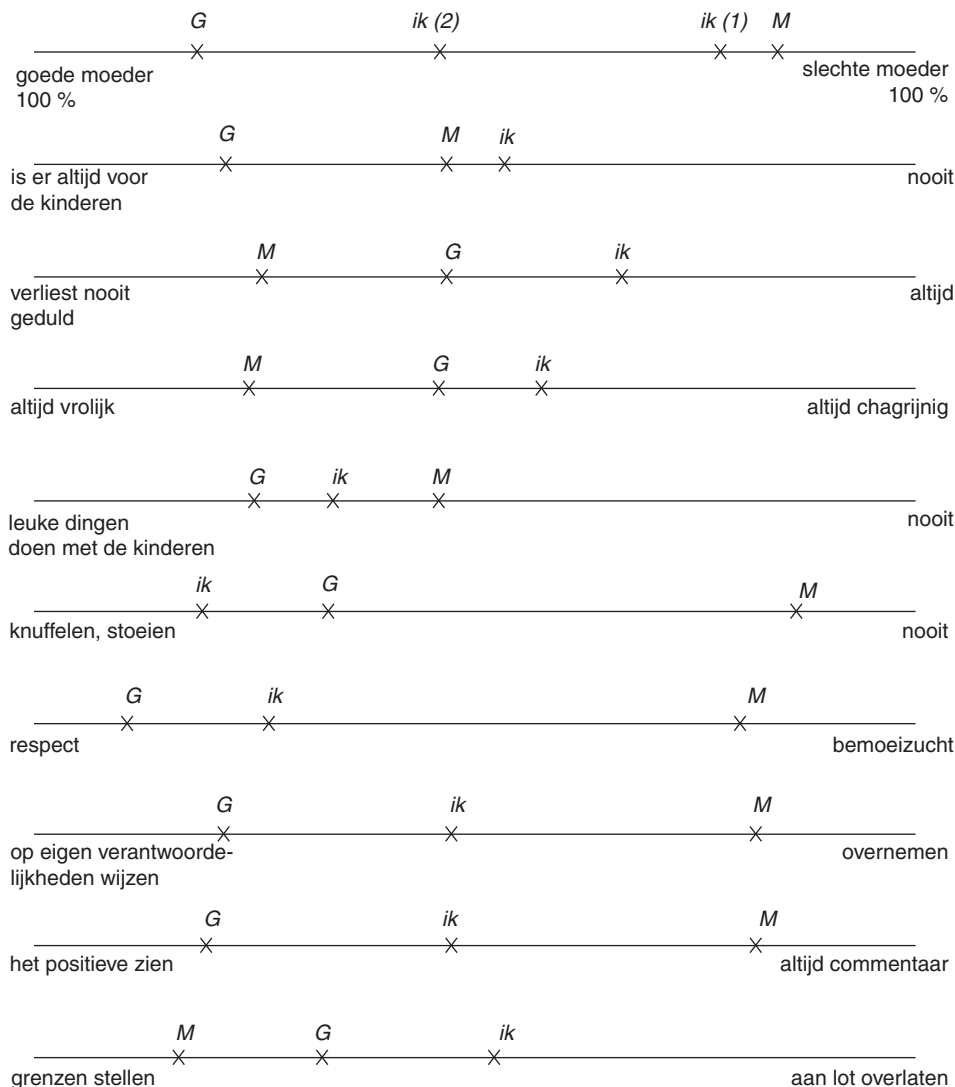 G ik (2) ik (1) M
goede moeder slechte moeder
100 % 100 %
G M ik
is er altijd voor nooit
de kinderen
M G ik
verliest nooit altijd
geduld
M G ik
altijd vrolijk altijd chagrijnig
G ik M
leuke dingen nooit
doen met de kinderen
ik G M
knuffelen, stoeien nooit
G ik M
respect bemoeizucht
G ik M
op eigen verantwoorde- overnemen
lijkheden wijzen
G ik M
het positieve zien altijd commentaar
M G ik
grenzen stellen aan lot overlaten